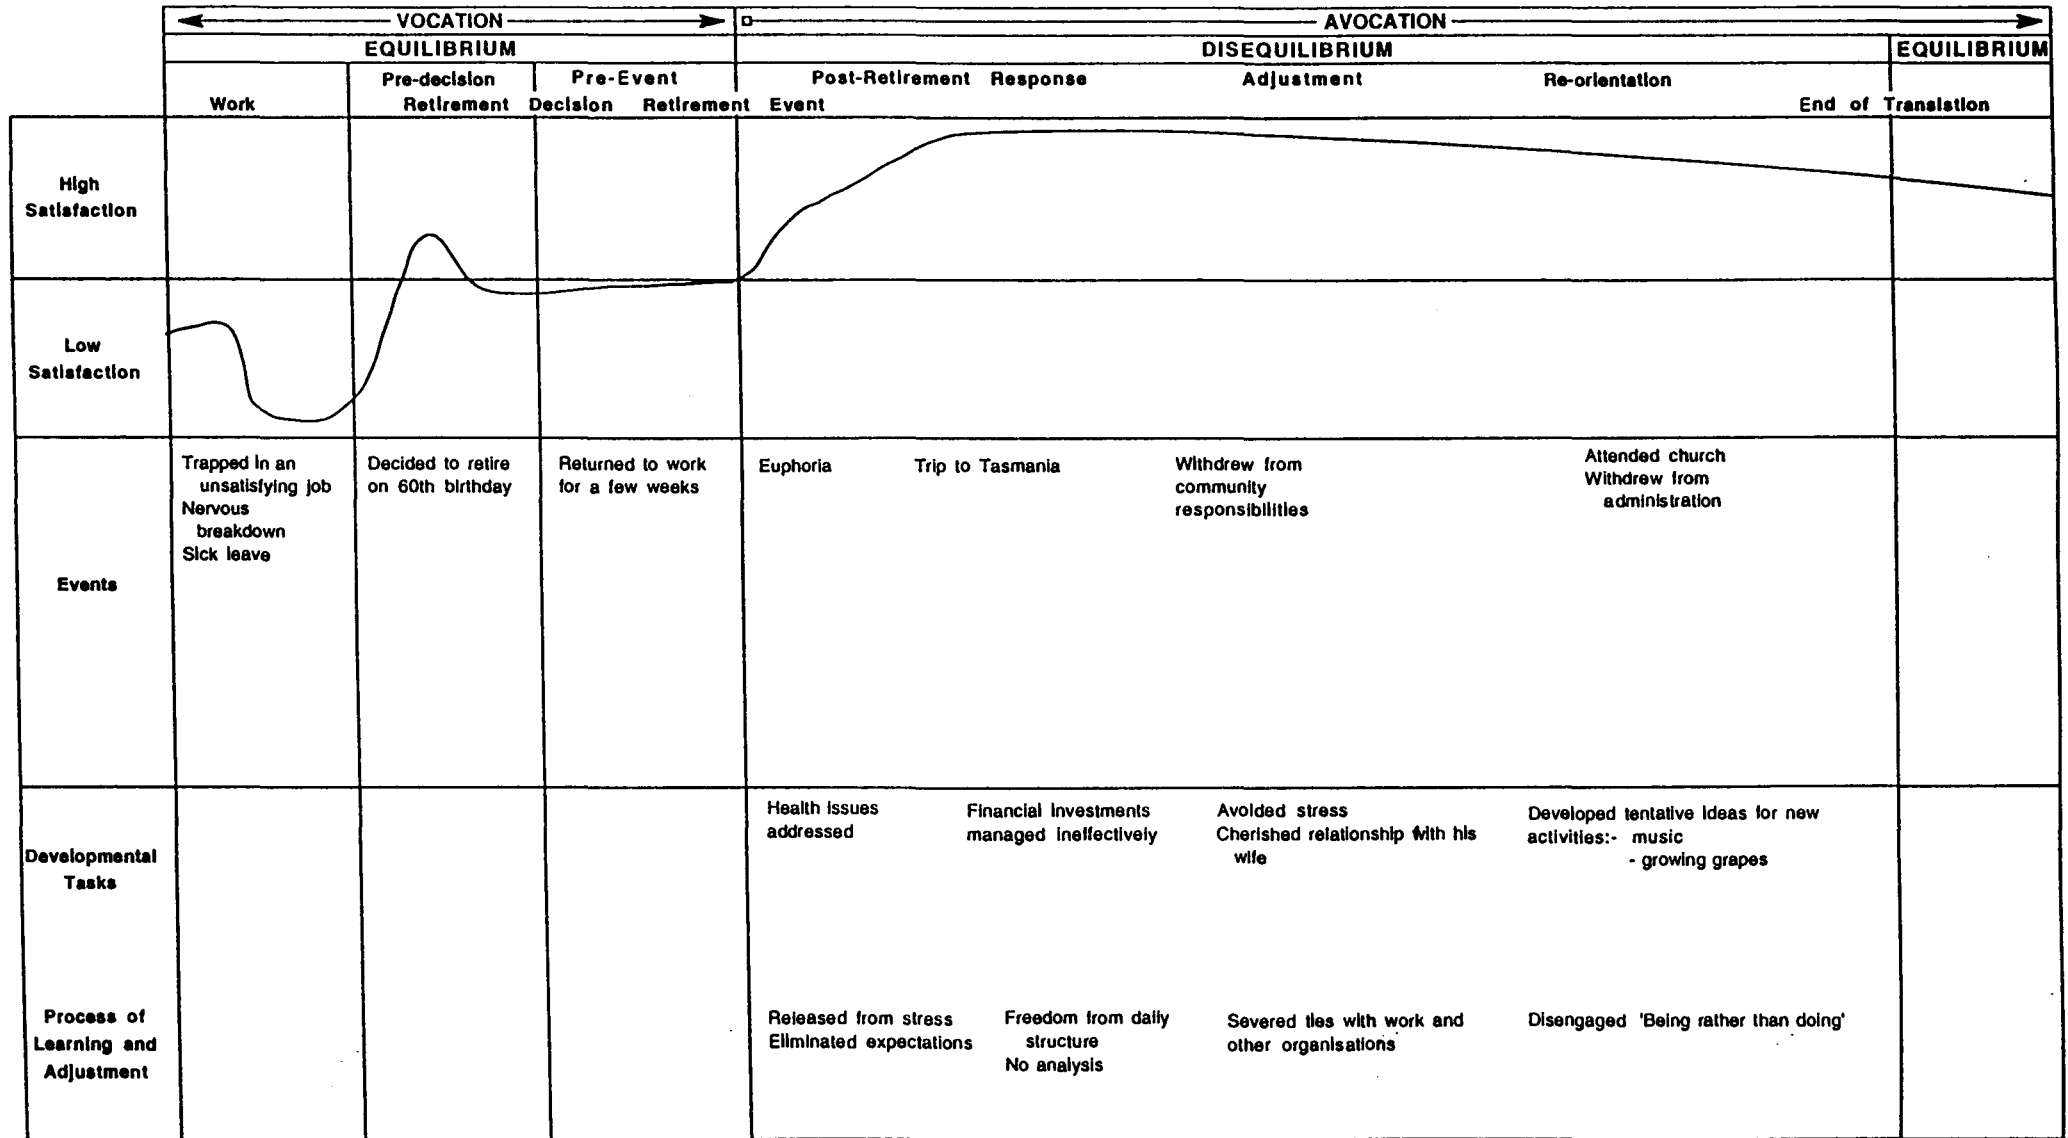 VOCATION AVOCATION
EQUILIBRIUM DISEQUILIBRIUM EQUILIBRIUM
Pre-decision Pre-Event Post-Retirement Response Adjustment Re-orientation
Work Retirement Decision Retirement Event End of Translation
High
Satisfaction
Low
Satisfaction
Events
Trapped in an
unsatisfying job
Nervous
breakdown
Sick leave
Decided to retire
on 60th birthday
Returned to work
for a few weeks
Euphoria
Trip to Tasmania
Withdrew from
community
responsibilities
Attended church
Withdrew from
administration
Developmental
Tasks
Health issues
addressed
Financial Investments
managed ineffectively
Avoided stress
Cherished relationship with his
wife
Developed tentative ideas for new
activities:- music
- growing grapes
Process of
Learning and
Adjustment
Released from stress
Eliminated expectations
Freedom from daily
structure
No analysis
Severed ties with work and
other organisations
Disengaged 'Being rather than doing'